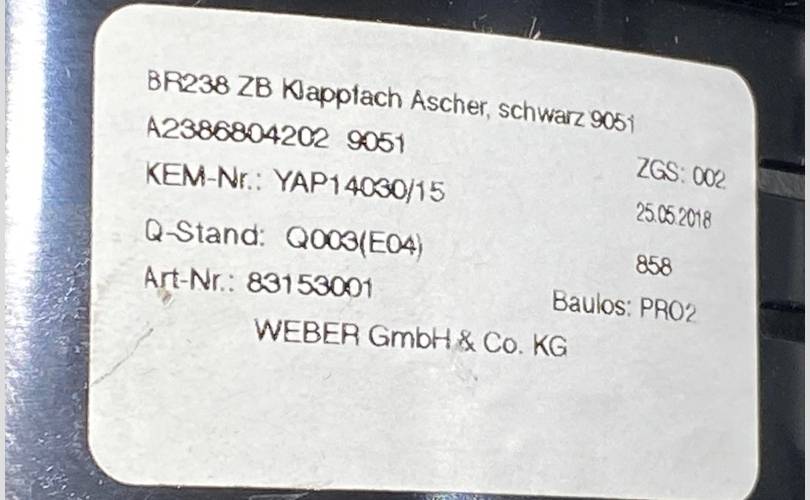 BR238 ZB Klappfach Ascher, schwarz 9051
A2386804202 9051
ZGS: 002
KEM-Nr.: YAP14030/15
25.05.2018
Q-Stand: Q003(E04)
858
Art-Nr.: 83153001
Baulos: PRO2
WEBER GmbH & Co. KG